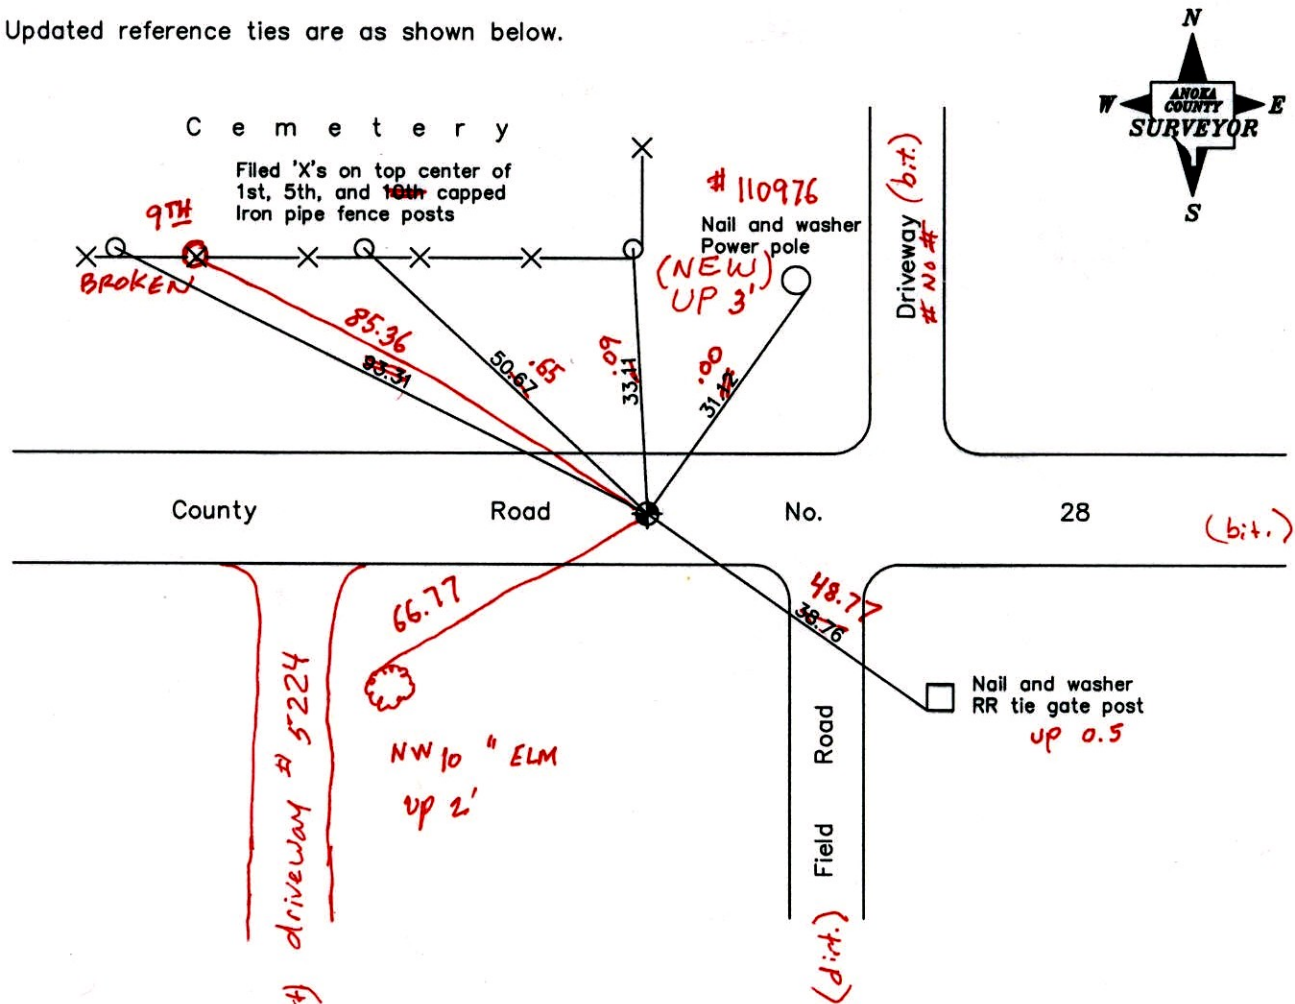 Updated reference ties are as shown below.
N
W ANOKA COUNTY E
SURVEYOR
S
C e m e t e r y
Filed 'X's on top center of
1st, 5th, and 10th capped
Iron pipe fence posts
9TH
BROKEN
# 110976
Nail and washer
Power pole
(NEW)
UP 3'
Driveway (bit.)
# No #
85.36
93.31
50.67 .65
33.11 .09
31.12 .00
County Road No. 28 (bit.)
66.77
48.77
38.76
Nail and washer
RR tie gate post
up 0.5
NW 10 " ELM
up 2'
driveway # 5224
Field Road (dirt.)